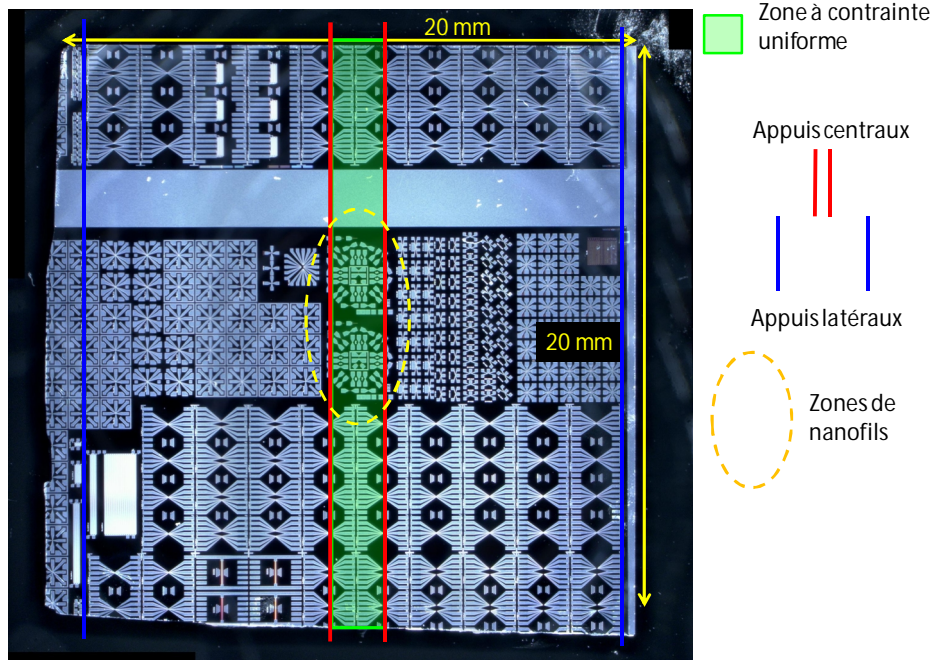 20 mm
20 mm
Zone à contrainte
uniforme
Appuis centraux
Appuis latéraux
Zones de
nanofils